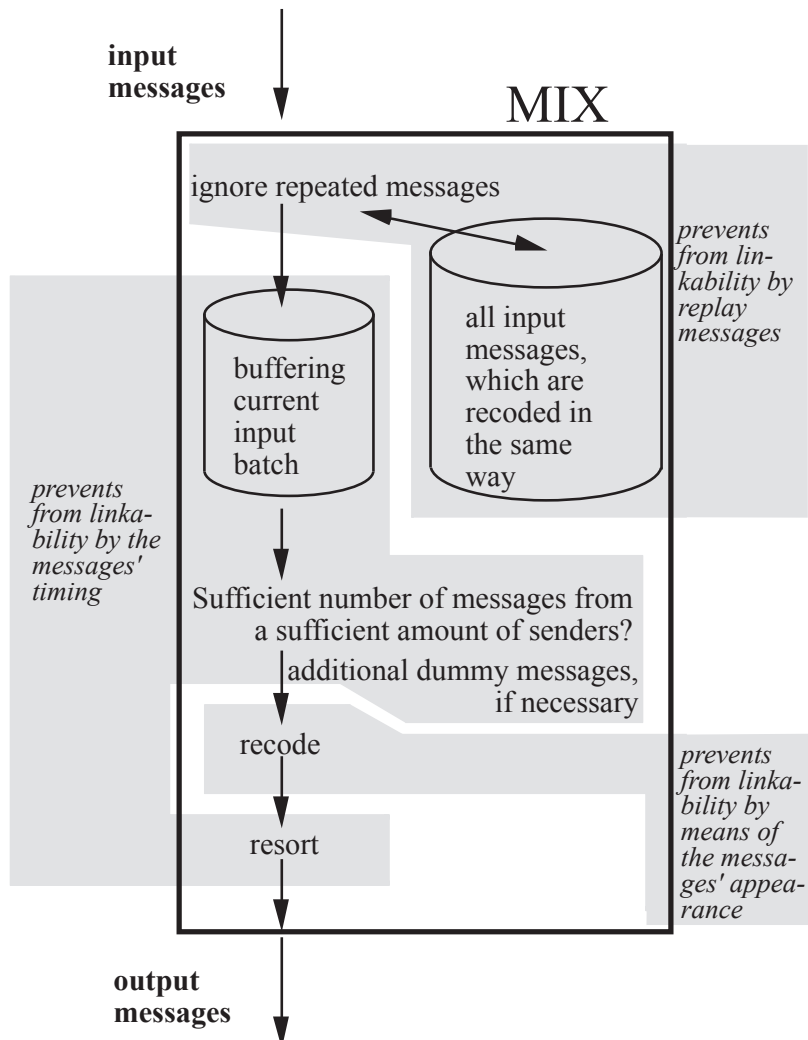 input
messages
MIX
ignore repeated messages
prevents
from lin-
kability by
replay
messages
all input
messages,
which are
recoded in
the same
way
buffering
current
input
batch
prevents
from linka-
bility by the
messages'
timing
Sufficient number of messages from
a sufficient amount of senders?
additional dummy messages,
if necessary
recode
prevents
from linka-
bility by
means of
the messa-
ges' appea-
rance
resort
output
messages